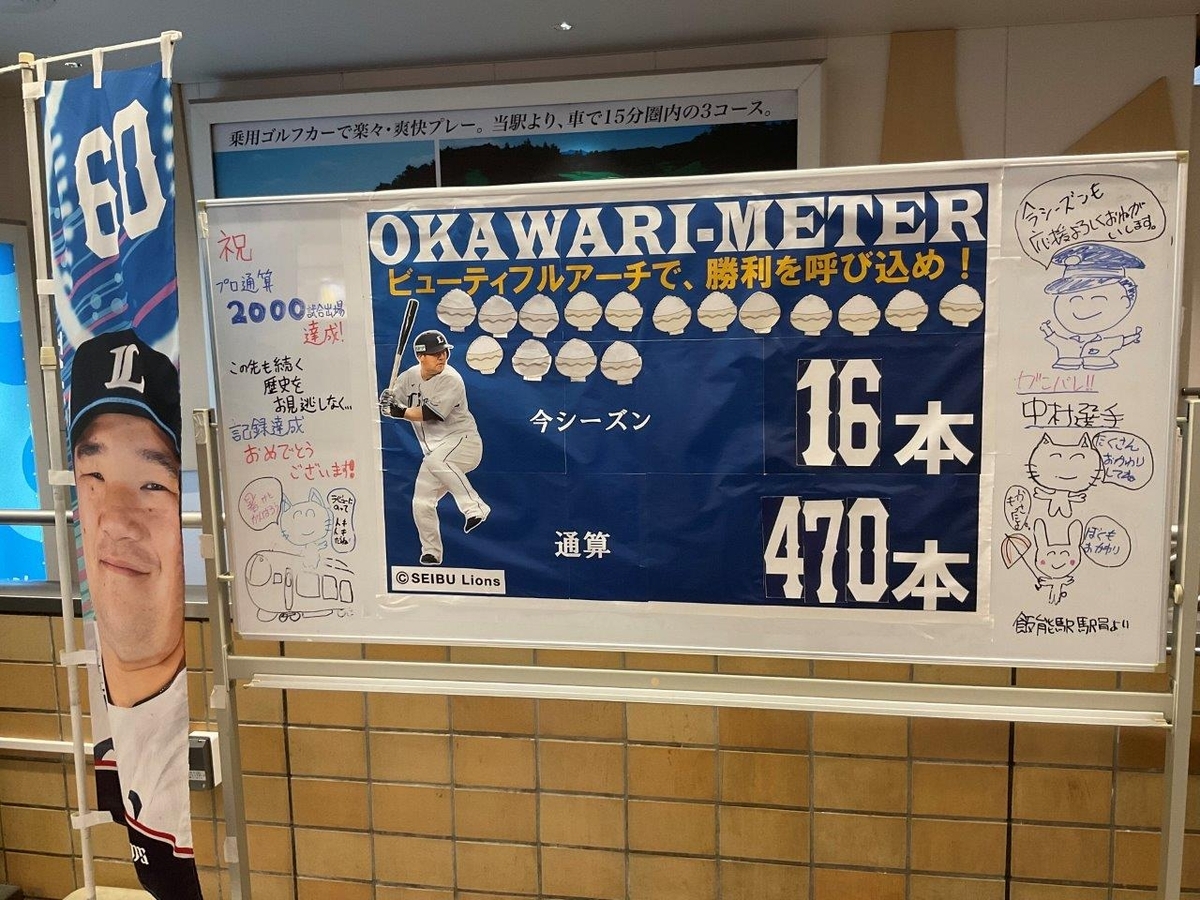 60
L
乗用ゴルフカーで楽々・爽快プレー。当駅より、車で15分圏内の3コース。
祝
プロ通算
2000試合出場
達成!
この先も続く
歴史を
お見逃しなく…
記録達成
おめでとう
ございます!
OKAWARI-METER
ビューティフルアーチで、勝利を呼び込め!
今シーズン
16本
通算
470本
©SEIBU Lions
今シーズンも
応援よろしくおねが
いします。
がんバレ!!
中村選手
たくさん
おかわり
してね
ぼくも
おかわり
飯能駅駅員より